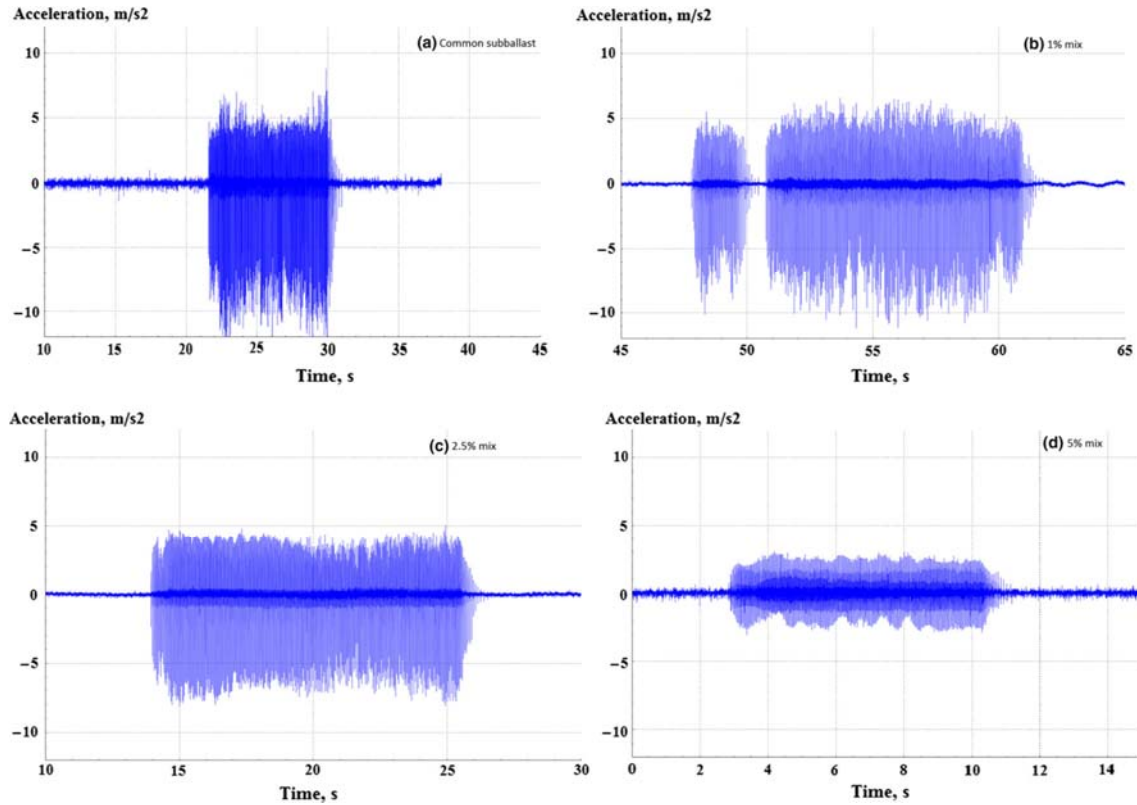 Acceleration, m/s2
(a) Common subballast
10
5
0
−5
−10
10 15 20 25 30 35 40 45
Time, s
Acceleration, m/s2
(b) 1% mix
10
5
0
−5
−10
45 50 55 60 65
Time, s
Acceleration, m/s2
(c) 2.5% mix
10
5
0
−5
−10
10 15 20 25 30
Time, s
Acceleration, m/s2
(d) 5% mix
10
5
0
−5
−10
0 2 4 6 8 10 12 14
Time, s